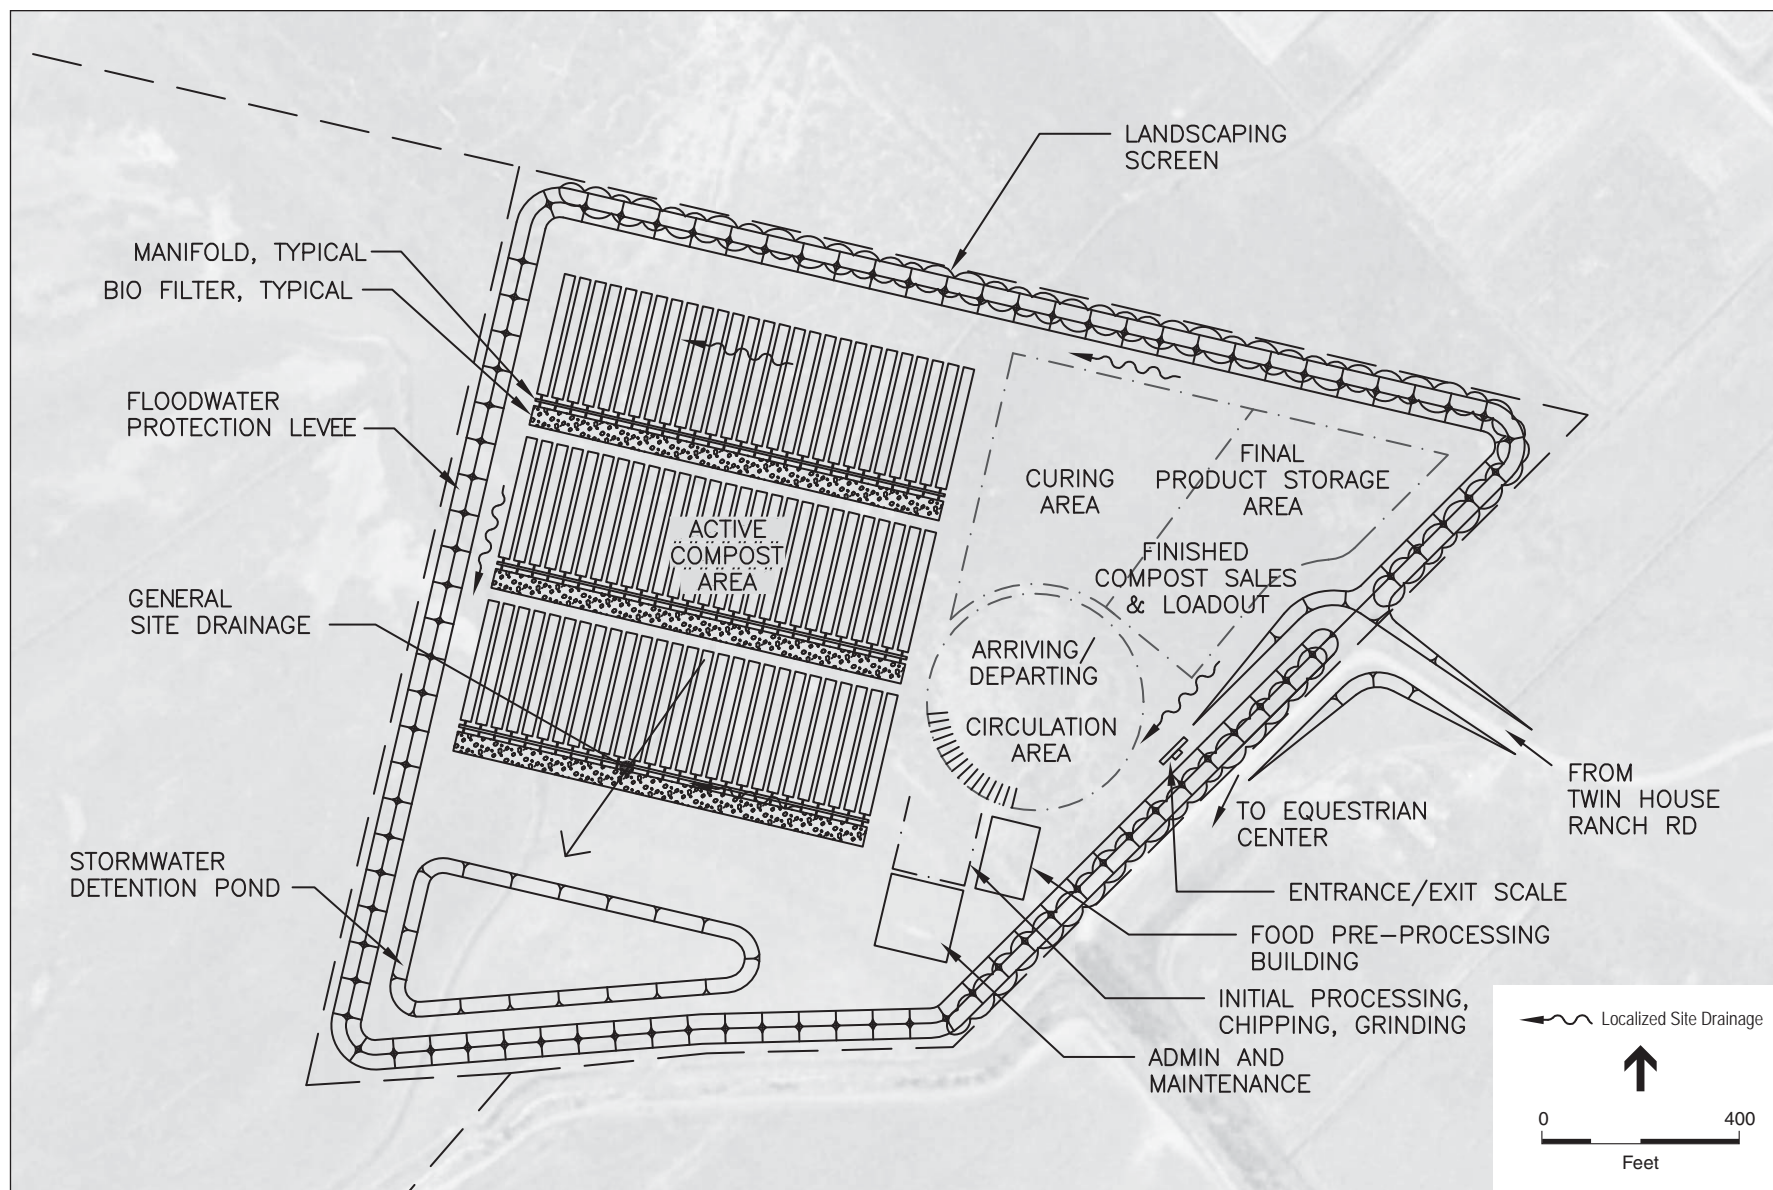 LANDSCAPING
SCREEN
MANIFOLD, TYPICAL
BIO FILTER, TYPICAL
FLOODWATER
PROTECTION LEVEE
FINAL
PRODUCT STORAGE
AREA
CURING
AREA
ACTIVE
COMPOST
AREA
FINISHED
COMPOST SALES
& LOADOUT
GENERAL
SITE DRAINAGE
ARRIVING/
DEPARTING
CIRCULATION
AREA
FROM
TWIN HOUSE
RANCH RD
TO EQUESTRIAN
CENTER
STORMWATER
DETENTION POND
ENTRANCE/EXIT SCALE
FOOD PRE-PROCESSING
BUILDING
INITIAL PROCESSING,
CHIPPING, GRINDING
ADMIN AND
MAINTENANCE
Localized Site Drainage
0 400
Feet